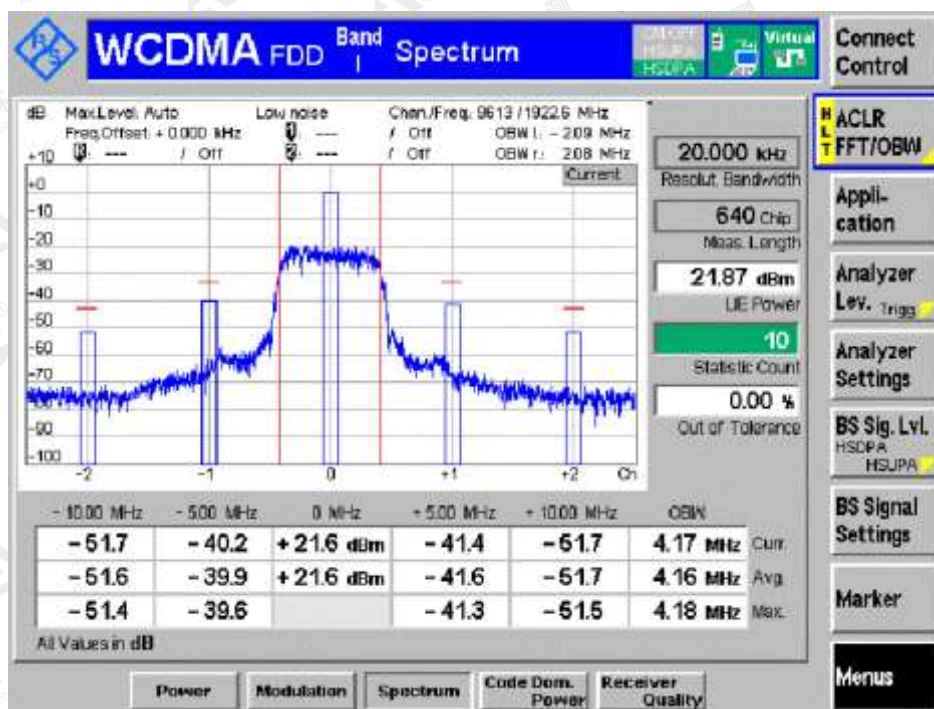 R S WCDMA FDD Band I Spectrum Virtual Connect Control
HSUPA
HSDPA
dB Max.Level: Auto Low noise Chan./Freq.: 9613 / 1922.6 MHz
Freq.Offset: + 0.000 kHz 1: --- / Off OBW l.: - 2.09 MHz
R: --- / Off 2: --- / Off OBW r.: 2.08 MHz
Current
+10
+0
-10
-20
-30
-40
-50
-60
-70
-80
-90
-100
-2 -1 0 +1 +2 Ch
20.000 kHz
Resolut. Bandwidth
640 Chip
Meas. Length
21.87 dBm
UE Power
10
Statistic Count
0.00 %
Out of Tolerance
- 10.00 MHz - 5.00 MHz 0 MHz + 5.00 MHz + 10.00 MHz OBW
- 51.7 - 40.2 + 21.6 dBm - 41.4 - 51.7 4.17 MHz Curr.
- 51.6 - 39.9 + 21.6 dBm - 41.6 - 51.7 4.16 MHz Avg.
- 51.4 - 39.6 - 41.3 - 51.5 4.18 MHz Max.
All Values in dB
HLT
ACLR
FFT/OBW
Appli-
cation
Analyzer
Lev. Trigg
Analyzer
Settings
BS Sig. Lvl.
HSDPA
HSUPA
BS Signal
Settings
Marker
Menus
Power Modulation Spectrum Code Dom. Power Receiver Quality